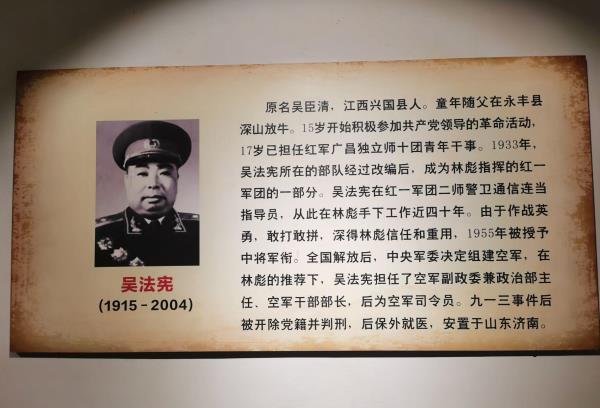 原名吴臣清，江西兴国县人。童年随父在永丰县
深山放牛。15岁开始积极参加共产党领导的革命活动，
17岁已担任红军广昌独立师十团青年干事。1933年，
吴法宪所在的部队经过改编后，成为林彪指挥的红一
军团的一部分。吴法宪在红一军团二师警卫通信连当
指导员，从此在林彪手下工作近四十年。由于作战英
勇，敢打敢拼，深得林彪信任和重用，1955年被授予
中将军衔。全国解放后，中央军委决定组建空军，在
林彪的推荐下，吴法宪担任了空军副政委兼政治部主
任、空军干部部长，后为空军司令员。九一三事件后
被开除党籍并判刑，后保外就医，安置于山东济南。
吴法宪
(1915－2004)